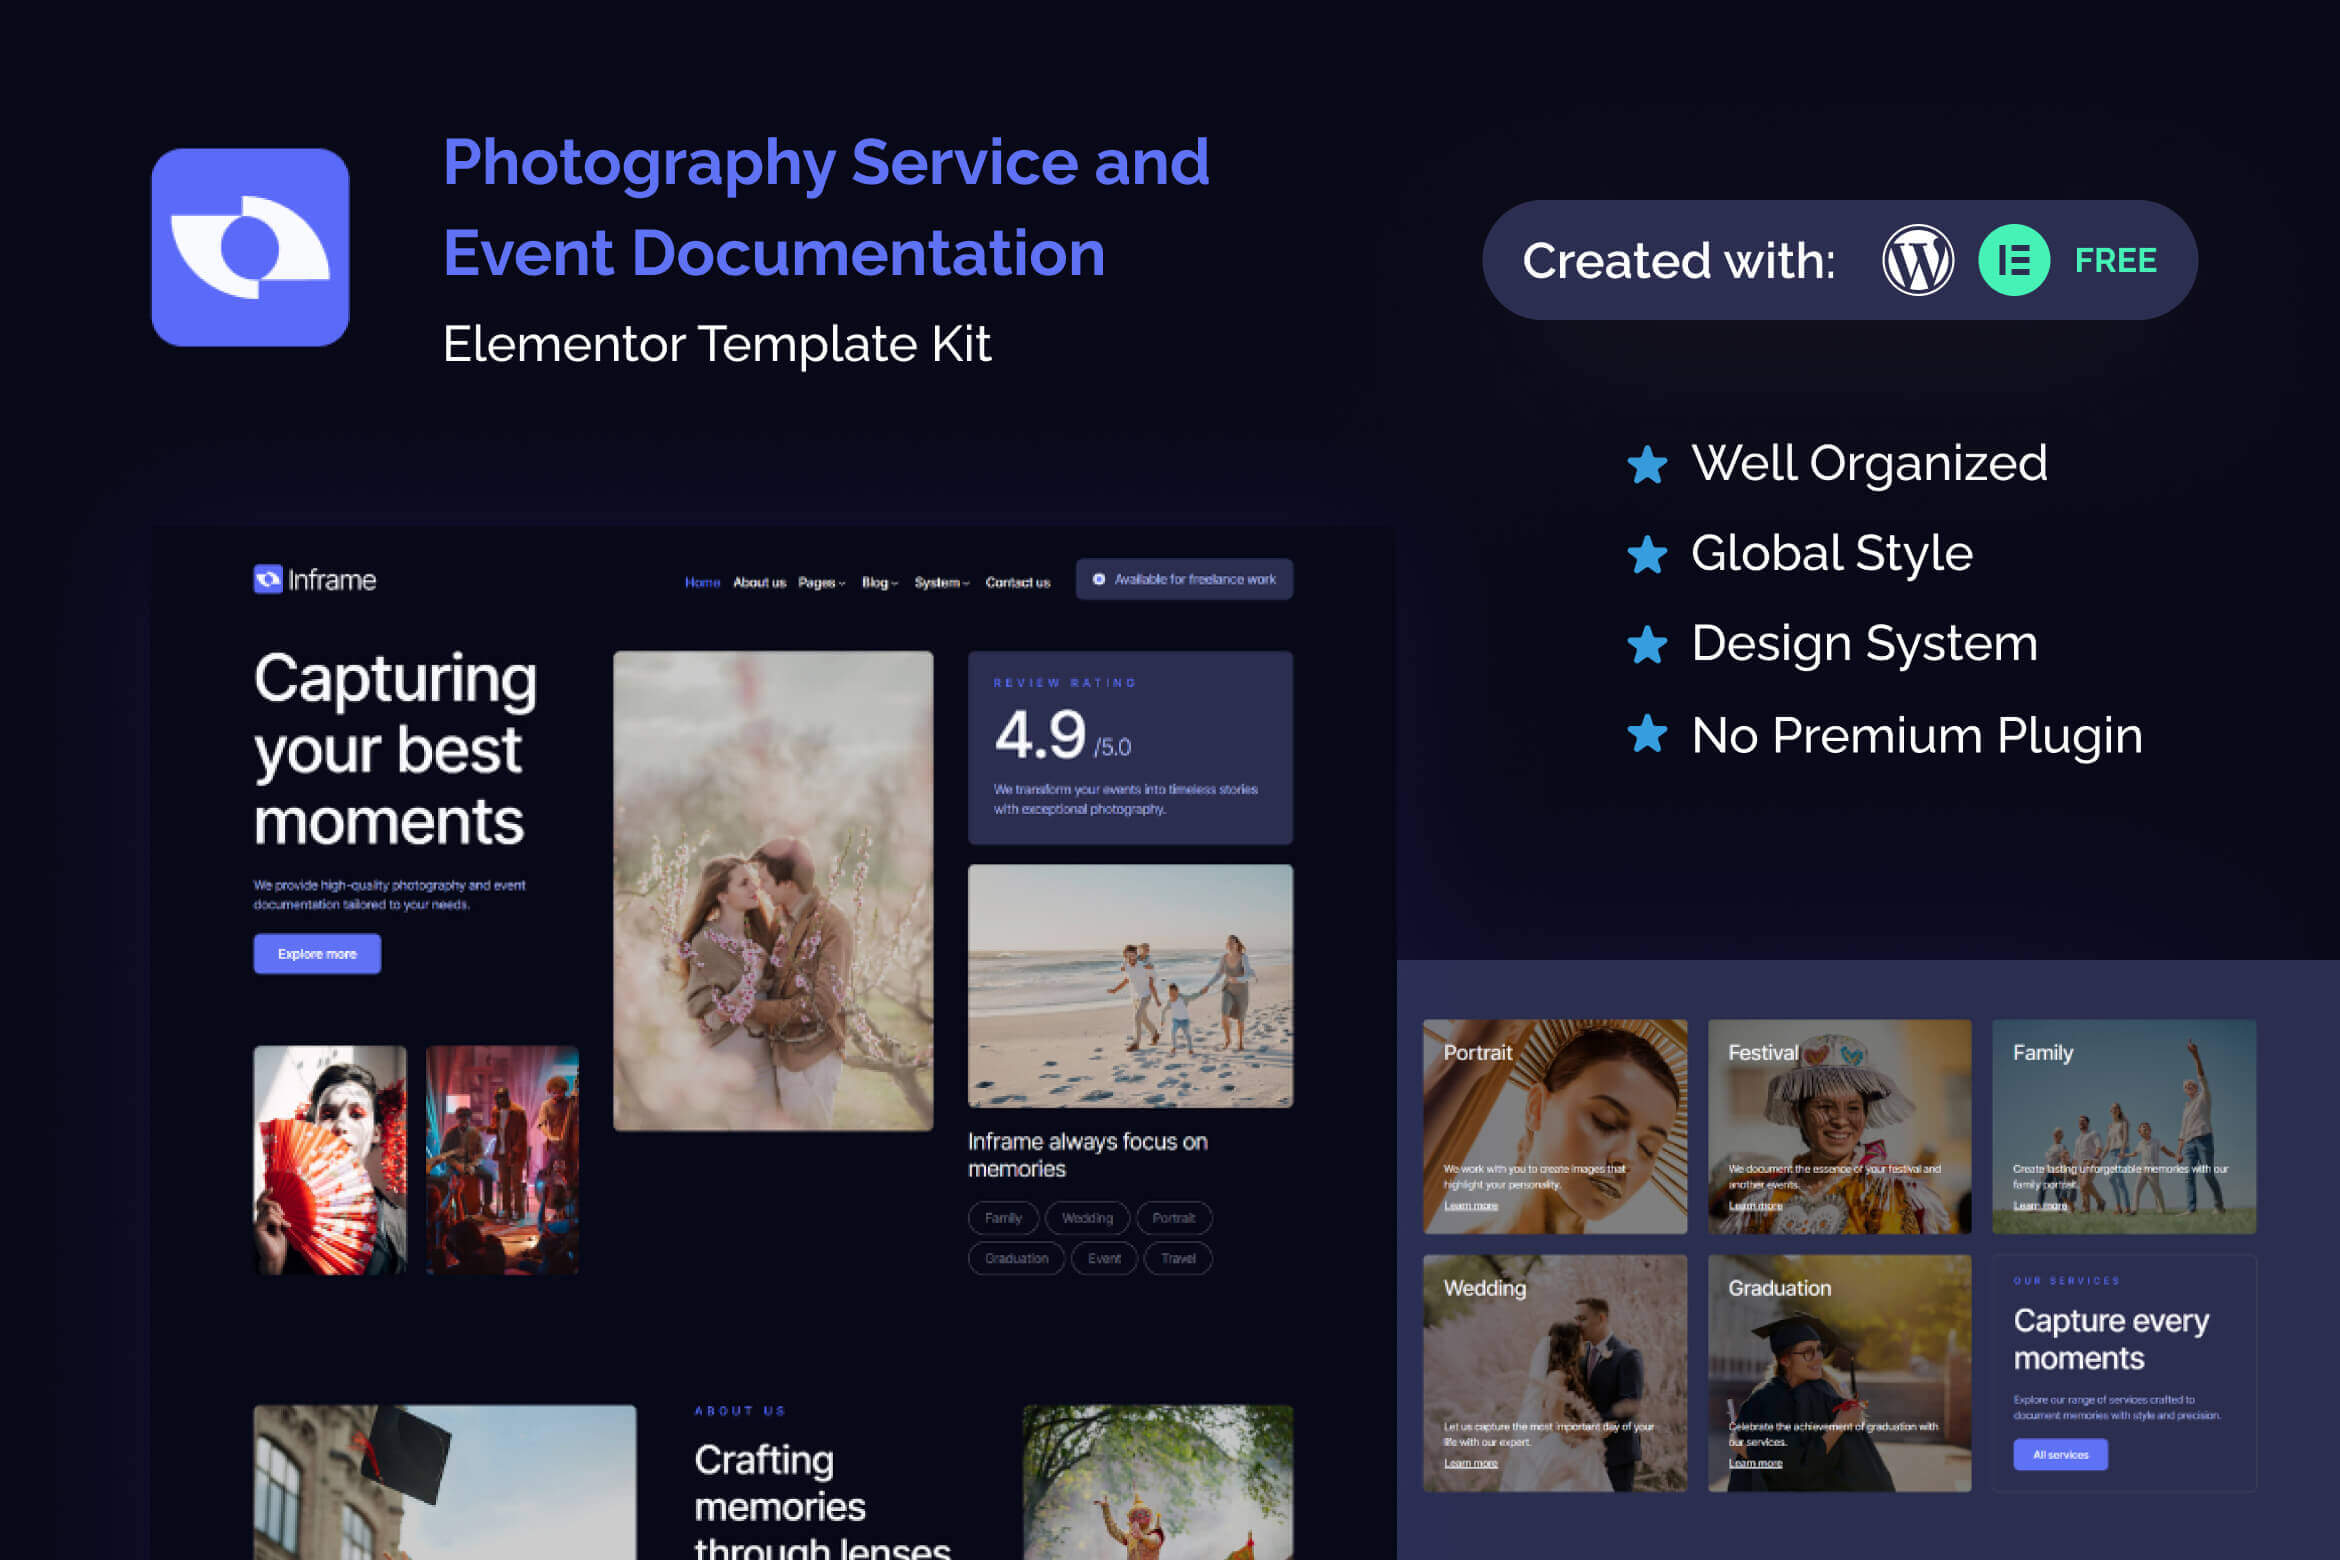 Photography Service and
Event Documentation
Elementor Template Kit
Created with: FREE
Well Organized
Global Style
Design System
No Premium Plugin
Inframe
Home About us Pages Blog System Contact us
Available for freelance work
Capturing
your best
moments
We provide high-quality photography and event
documentation tailored to your needs.
Explore more
REVIEW RATING
4.9 /5.0
We transform your events into timeless stories
with exceptional photography.
Inframe always focus on
memories
Family Wedding Portrait
Graduation Event Travel
ABOUT US
Crafting
memories
through lenses
Portrait
We work with you to create images that
highlight your personality.
Learn more
Festival
We document the essence of your festival and
another events.
Learn more
Family
Create lasting unforgettable memories with our
family portrait.
Learn more
Wedding
Let us capture the most important day of your
life with our expert.
Learn more
Graduation
Celebrate the achievement of graduation with
our services.
Learn more
OUR SERVICES
Capture every
moments
Explore our range of services crafted to
document memories with style and precision.
All services